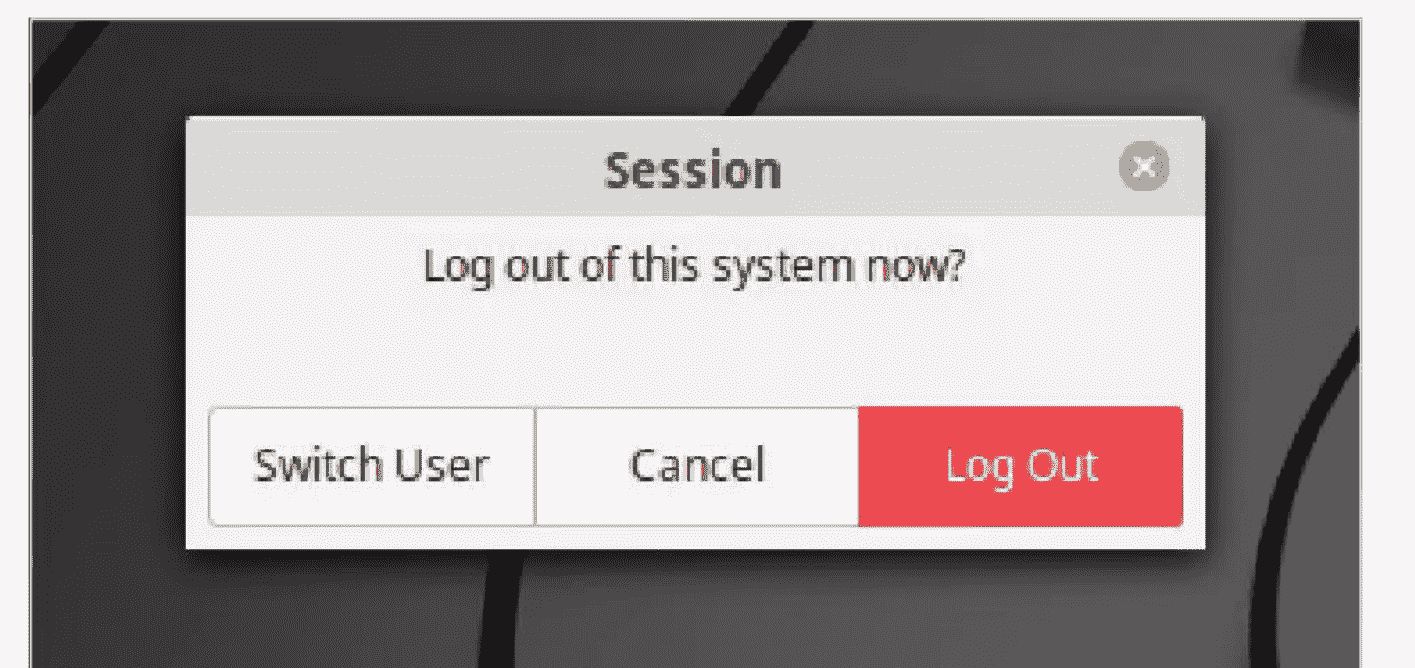 Session
Log out of this system now?
Switch User
Cancel
Log Out